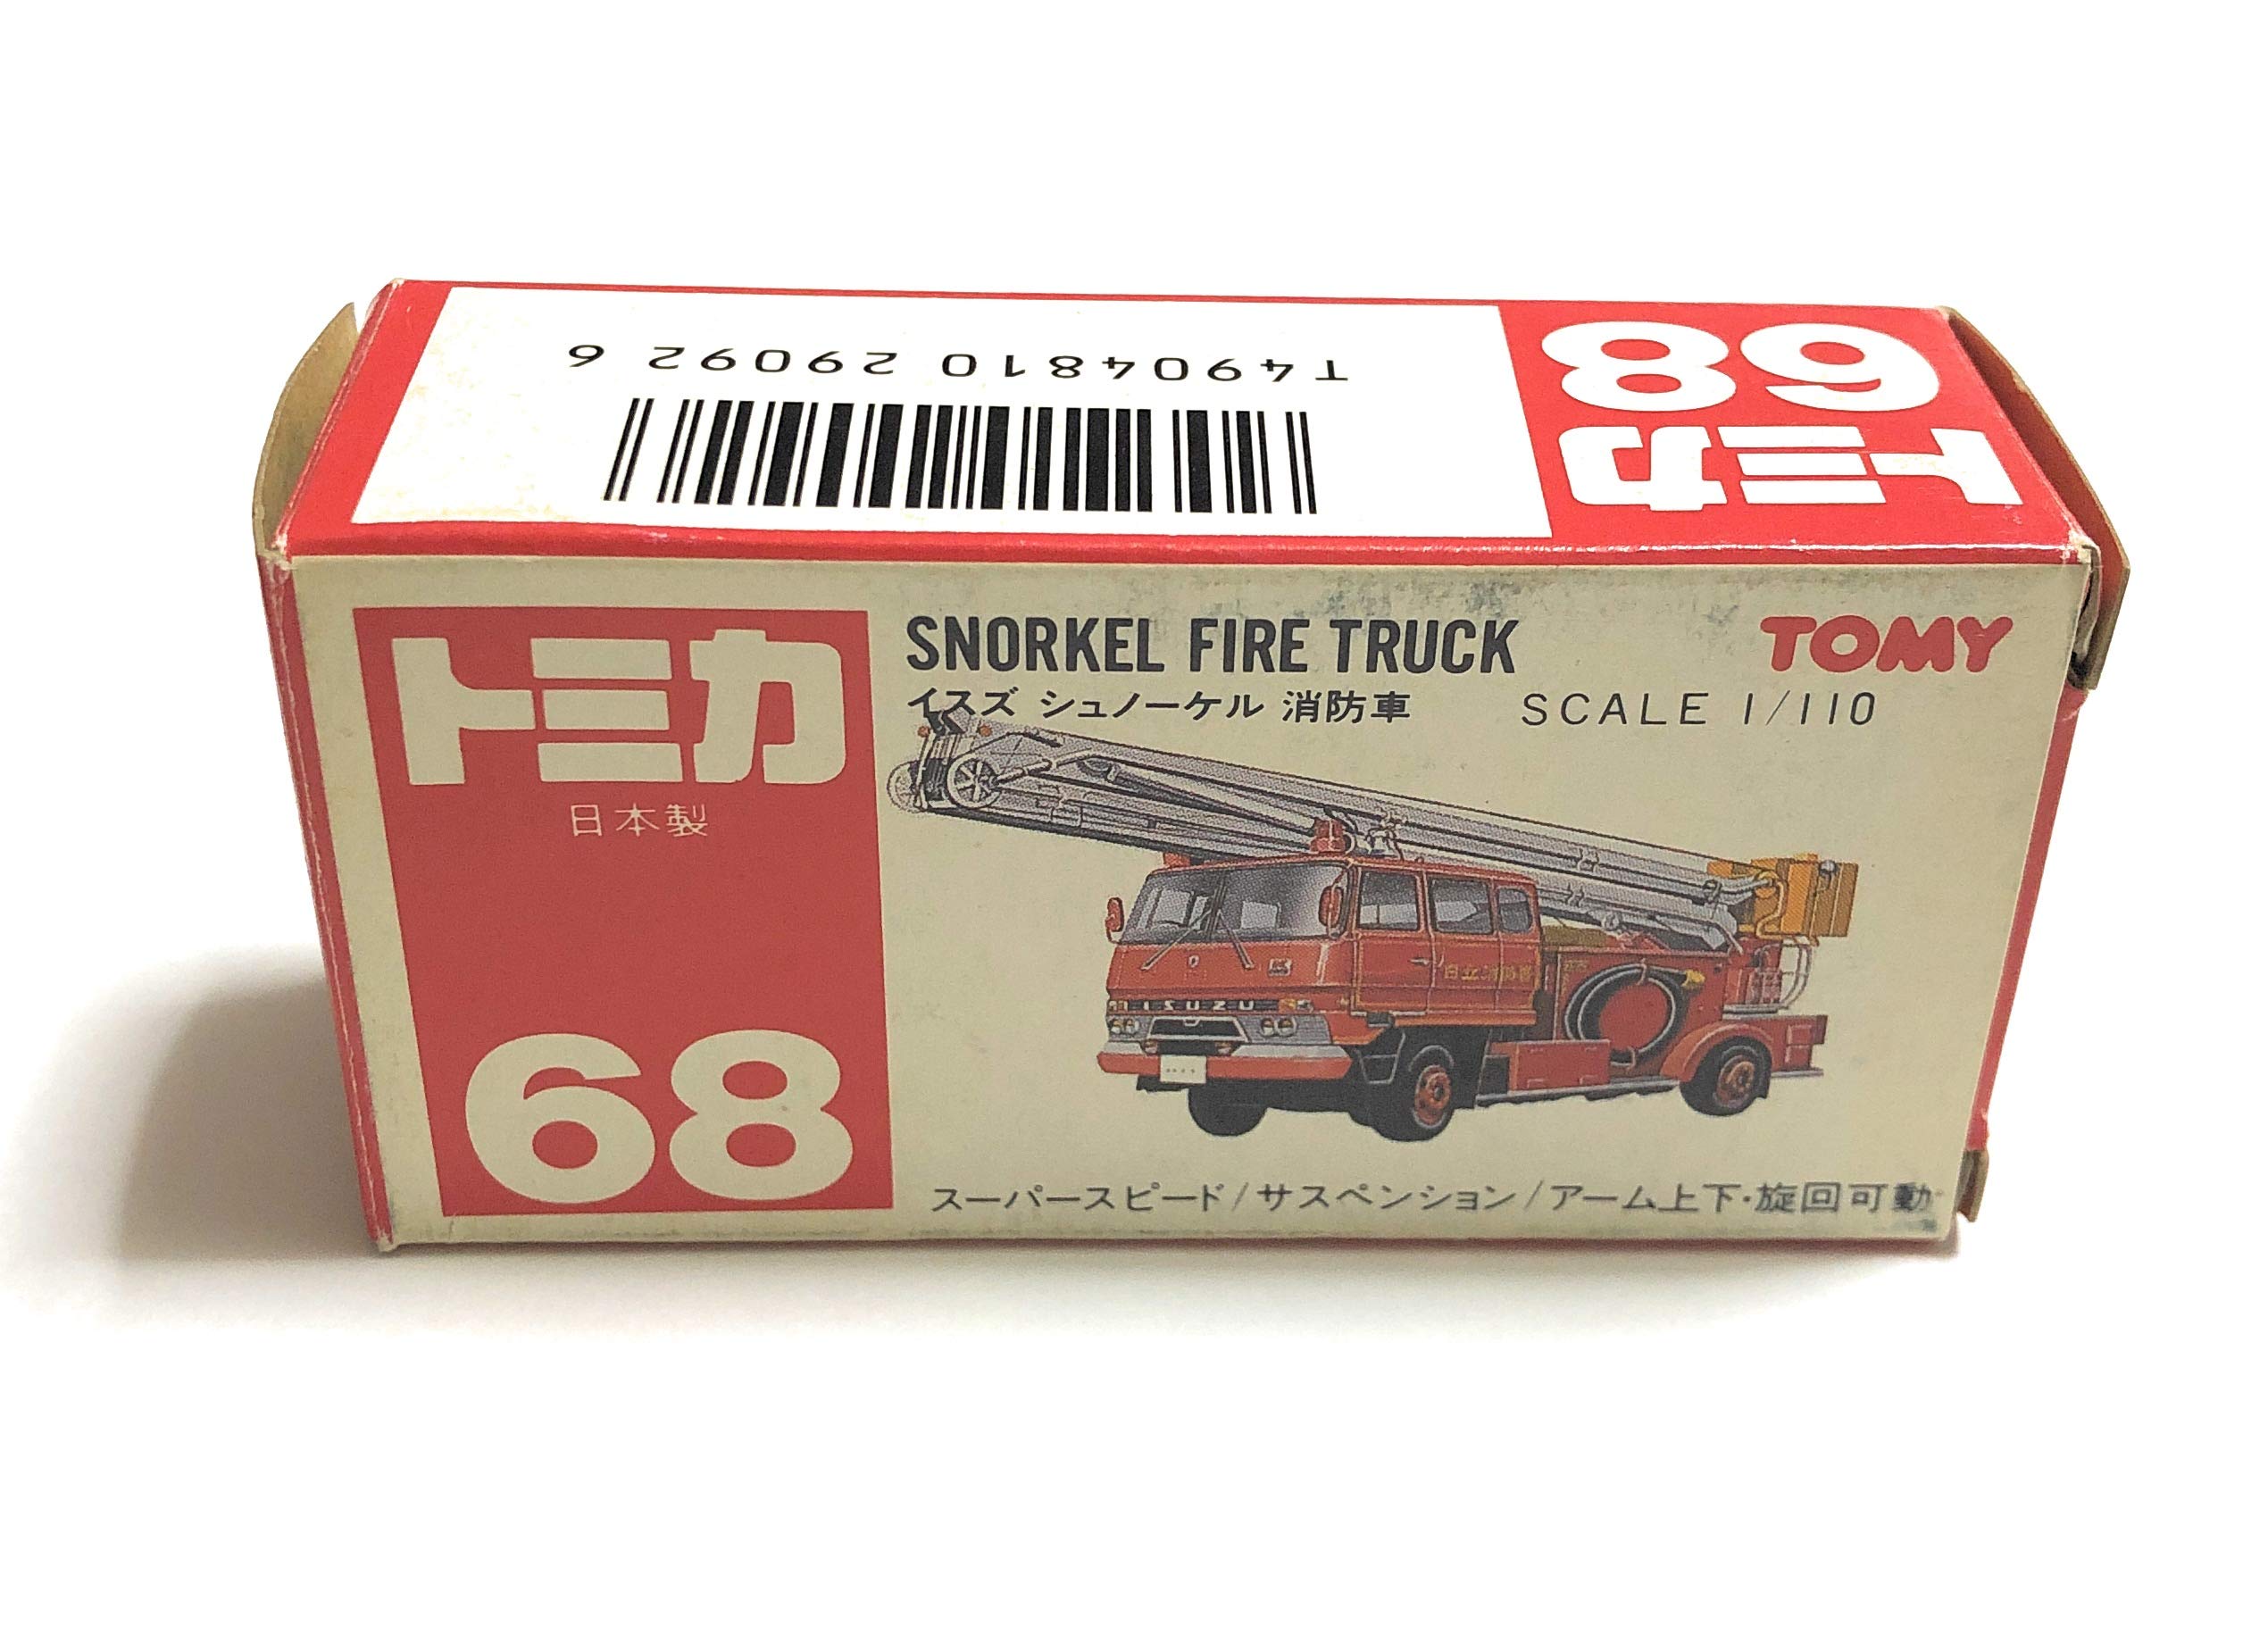 T4904810 29092 6
トミカ
68
トミカ
日本製
68
SNORKEL FIRE TRUCK
TOMY
イスズ シュノーケル 消防車
SCALE 1/110
ISUZU
スーパースピード/サスペンション/アーム上下・旋回可動